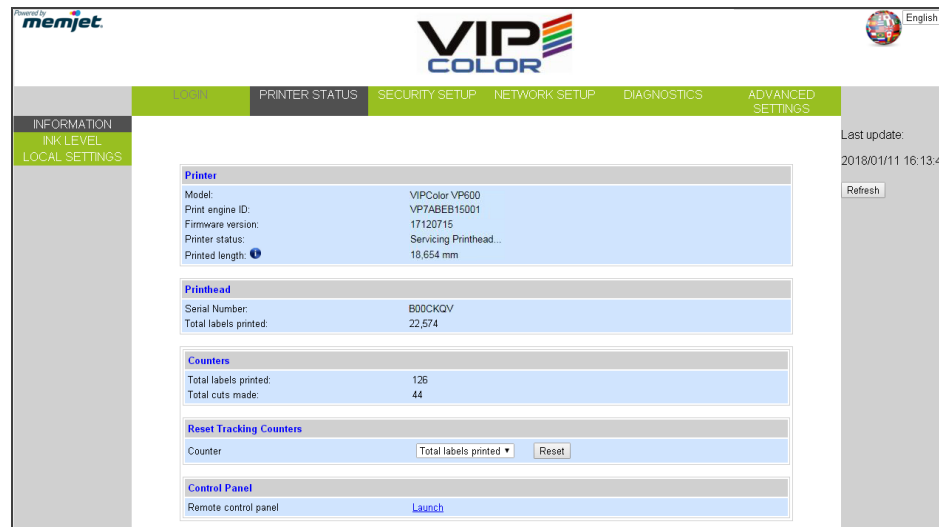 Powered by
memjet.
VIP
COLOR
English
LOGIN PRINTER STATUS SECURITY SETUP NETWORK SETUP DIAGNOSTICS ADVANCED SETTINGS
INFORMATION
INK LEVEL
LOCAL SETTINGS
Last update:
2018/01/11 16:13:4
Refresh
Printer
Model: VIPColor VP600
Print engine ID: VP7ABEB15001
Firmware version: 17120715
Printer status: Servicing Printhead...
Printed length: 18,654 mm
Printhead
Serial Number: B00CKQV
Total labels printed: 22,574
Counters
Total labels printed: 126
Total cuts made: 44
Reset Tracking Counters
Counter Total labels printed Reset
Control Panel
Remote control panel Launch